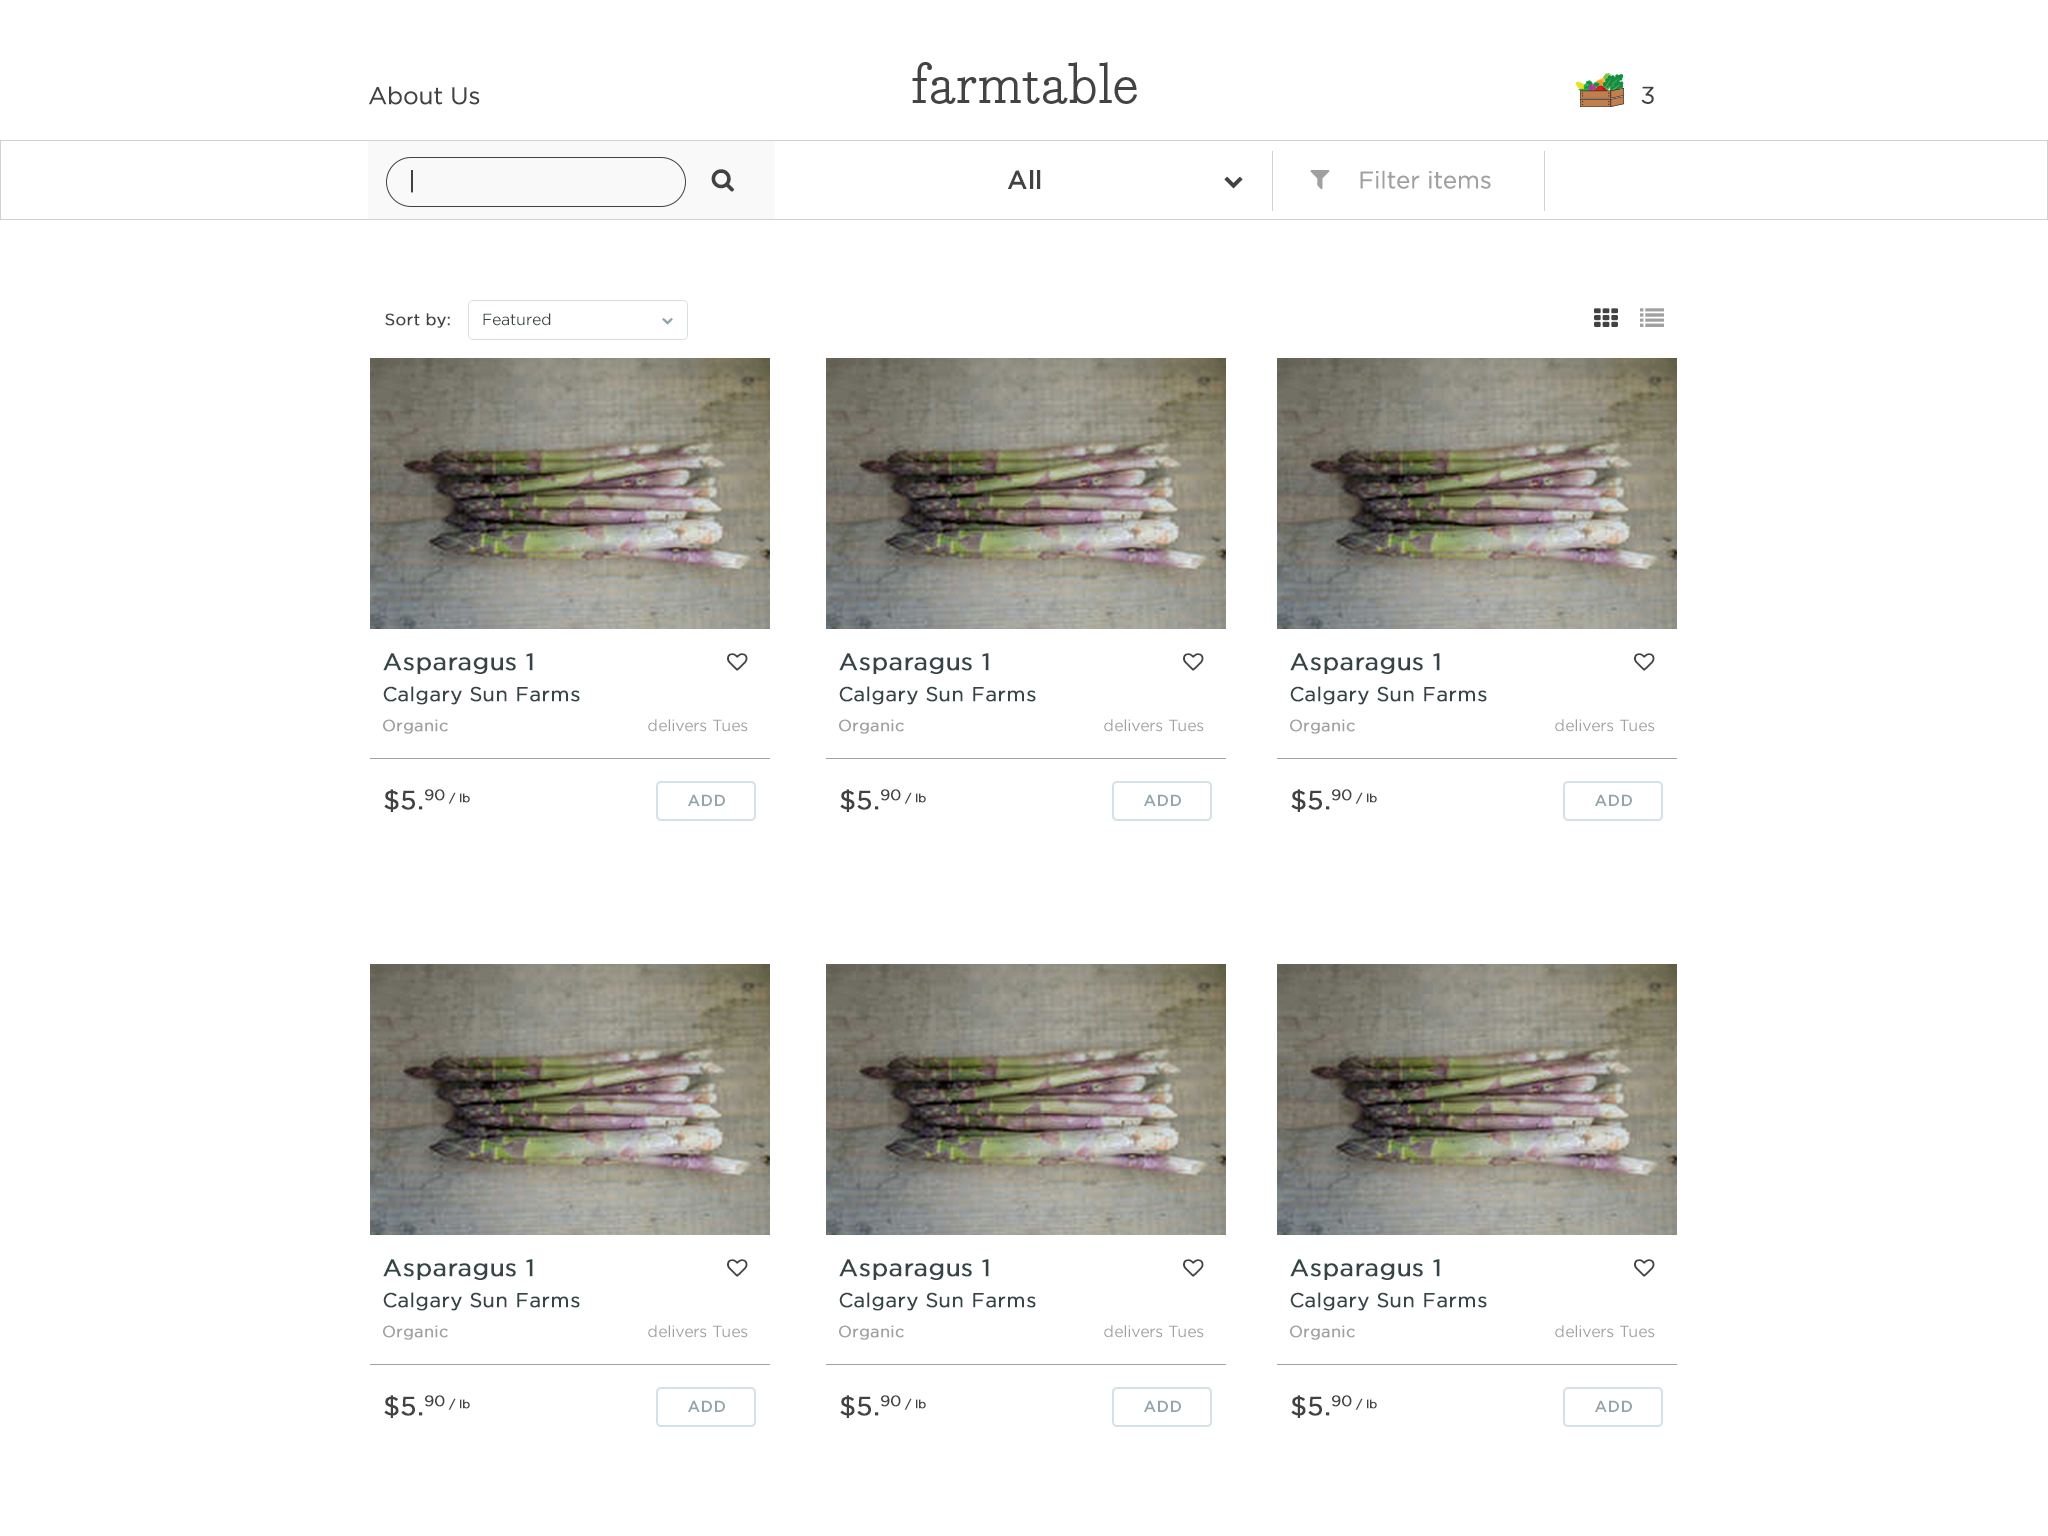 About Us
farmtable
3
All
Filter items
Sort by:
Featured
Asparagus 1
Calgary Sun Farms
Organic
delivers Tues
$5.90 / lb
ADD
Asparagus 1
Calgary Sun Farms
Organic
delivers Tues
$5.90 / lb
ADD
Asparagus 1
Calgary Sun Farms
Organic
delivers Tues
$5.90 / lb
ADD
Asparagus 1
Calgary Sun Farms
Organic
delivers Tues
$5.90 / lb
ADD
Asparagus 1
Calgary Sun Farms
Organic
delivers Tues
$5.90 / lb
ADD
Asparagus 1
Calgary Sun Farms
Organic
delivers Tues
$5.90 / lb
ADD